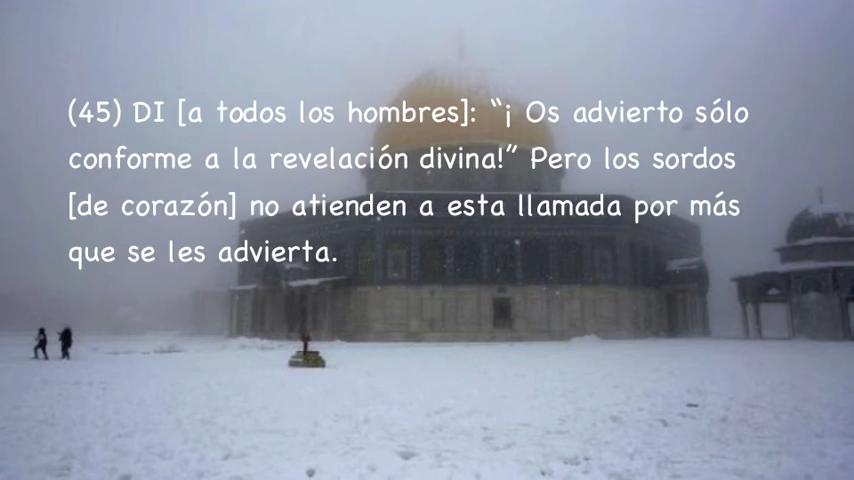 (45) DI [a todos los hombres]: “¡ Os advierto sólo
conforme a la revelación divina!” Pero los sordos
[de corazón] no atienden a esta llamada por más
que se les advierta.